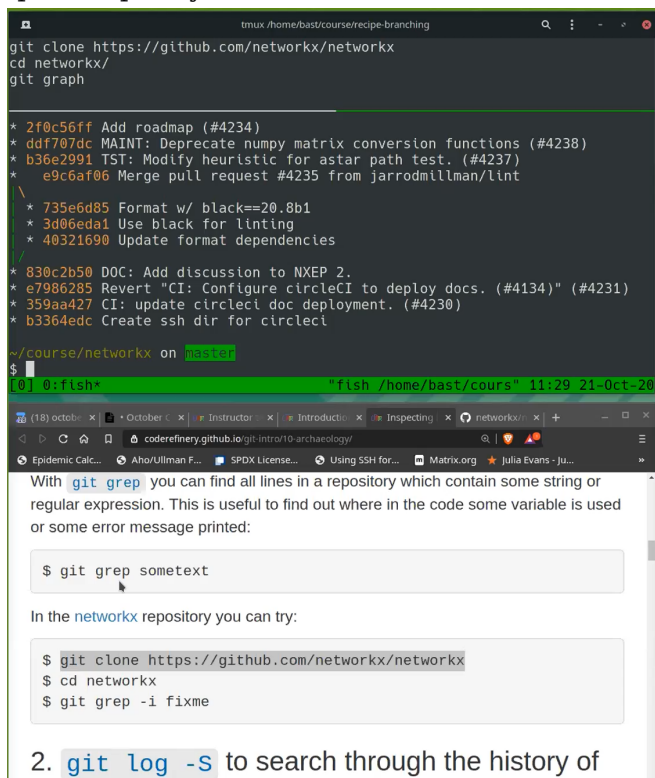 tmux /home/bast/course/recipe-branching
git clone https://github.com/networkx/networkx
cd networkx/
git graph
* 2f0c56ff Add roadmap (#4234)
* ddf707dc MAINT: Deprecate numpy matrix conversion functions (#4238)
* b36e2991 TST: Modify heuristic for astar path test. (#4237)
*   e9c6af06 Merge pull request #4235 from jarrodmillman/lint
|\
| * 735e6d85 Format w/ black==20.8b1
| * 3d06eda1 Use black for linting
| * 40321690 Update format dependencies
|/
* 830c2b50 DOC: Add discussion to NXEP 2.
* e7986285 Revert "CI: Configure circleCI to deploy docs. (#4134)" (#4231)
* 359aa427 CI: update circleci doc deployment. (#4230)
* b3364edc Create ssh dir for circleci
~/course/networkx on master
$
[0] 0:fish* "fish /home/bast/cours" 11:29 21-Oct-20
(18) octobe × • October C × Instructor × Introductio × Inspecting × networkx/n × +
coderefinery.github.io/git-intro/10-archaeology/
Epidemic Calc... Aho/Ullman F... SPDX License... Using SSH for... Matrix.org Julia Evans - Ju... »
With git grep you can find all lines in a repository which contain some string or
regular expression. This is useful to find out where in the code some variable is used
or some error message printed:
$ git grep sometext
In the networkx repository you can try:
$ git clone https://github.com/networkx/networkx
$ cd networkx
$ git grep -i fixme
2. git log -S to search through the history of